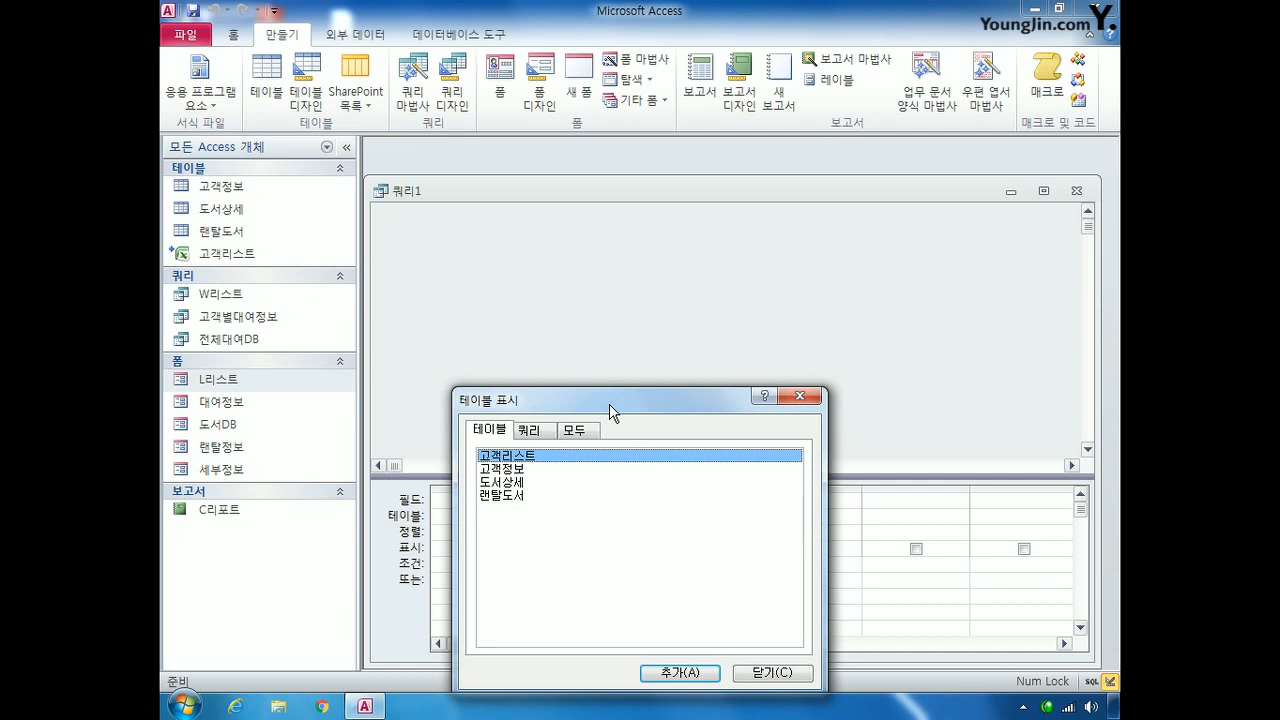 Microsoft Access
Younglin.com Y.
파일 홈 만들기 외부 데이터 데이터베이스 도구
응용 프로그램 요소
테이블
테이블 디자인
SharePoint 목록
쿼리 마법사
쿼리 디자인
폼
폼 디자인
새 폼
폼 마법사
탐색
기타 폼
보고서
보고서 디자인
새 보고서
보고서 마법사
레이블
업무 문서 양식 마법사
우편 엽서 마법사
매크로
서식 파일 테이블 쿼리 폼 보고서 매크로 및 코드
모든 Access 개체
테이블
고객정보
도서상세
랜탈도서
고객리스트
쿼리
W리스트
고객별대여정보
전체대여DB
폼
L리스트
대여정보
도서DB
랜탈정보
세부정보
보고서
C리포트
쿼리1
필드:
테이블:
정렬:
표시:
조건:
또는:
테이블 표시
테이블 쿼리 모두
고객리스트
고객정보
도서상세
랜탈도서
추가(A) 닫기(C)
준비 Num Lock SQL